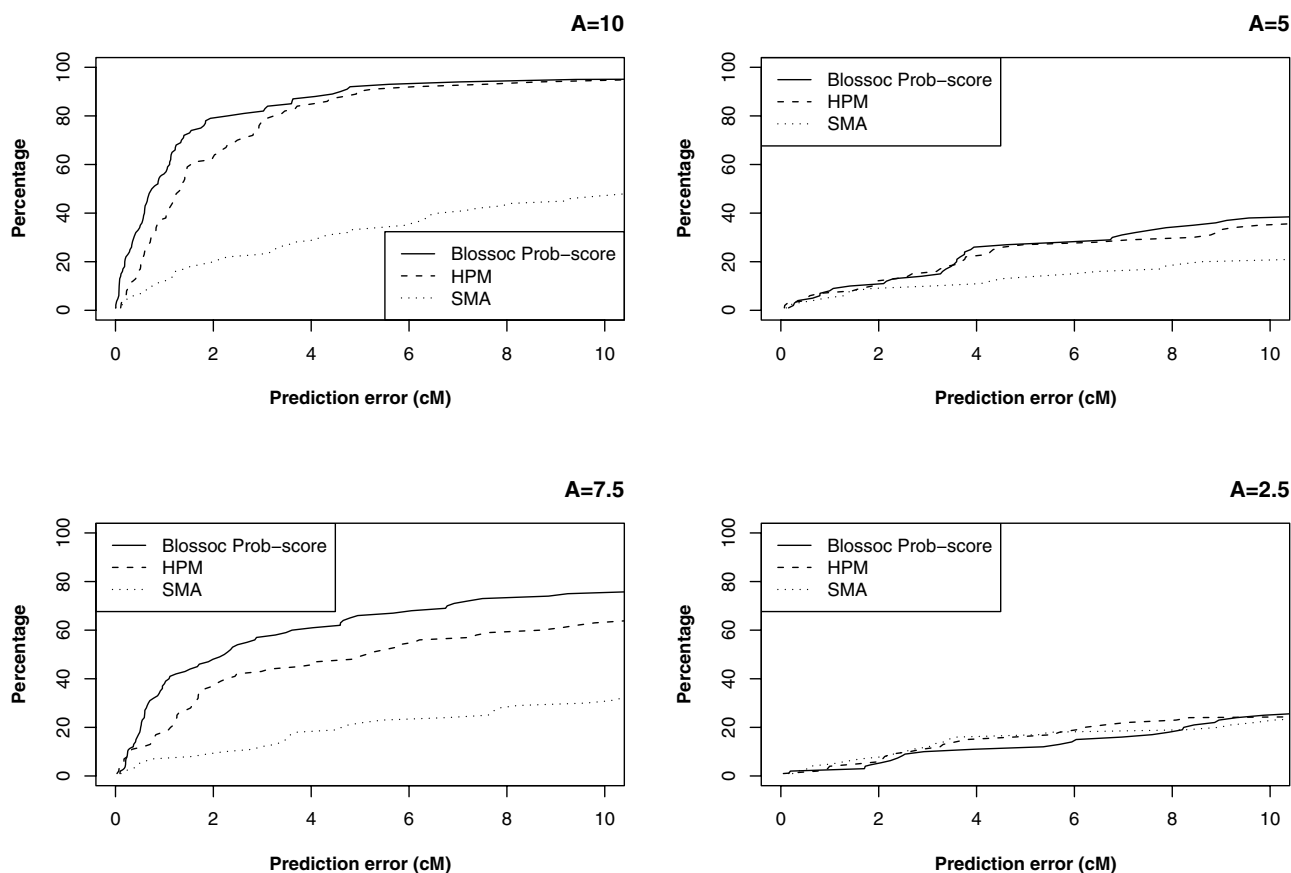 A=10
Percentage
0 20 40 60 80 100
Blossoc Prob−score
HPM
SMA
0 2 4 6 8 10
Prediction error (cM)
A=5
Percentage
0 20 40 60 80 100
Blossoc Prob−score
HPM
SMA
0 2 4 6 8 10
Prediction error (cM)
A=7.5
Percentage
0 20 40 60 80 100
Blossoc Prob−score
HPM
SMA
0 2 4 6 8 10
Prediction error (cM)
A=2.5
Percentage
0 20 40 60 80 100
Blossoc Prob−score
HPM
SMA
0 2 4 6 8 10
Prediction error (cM)